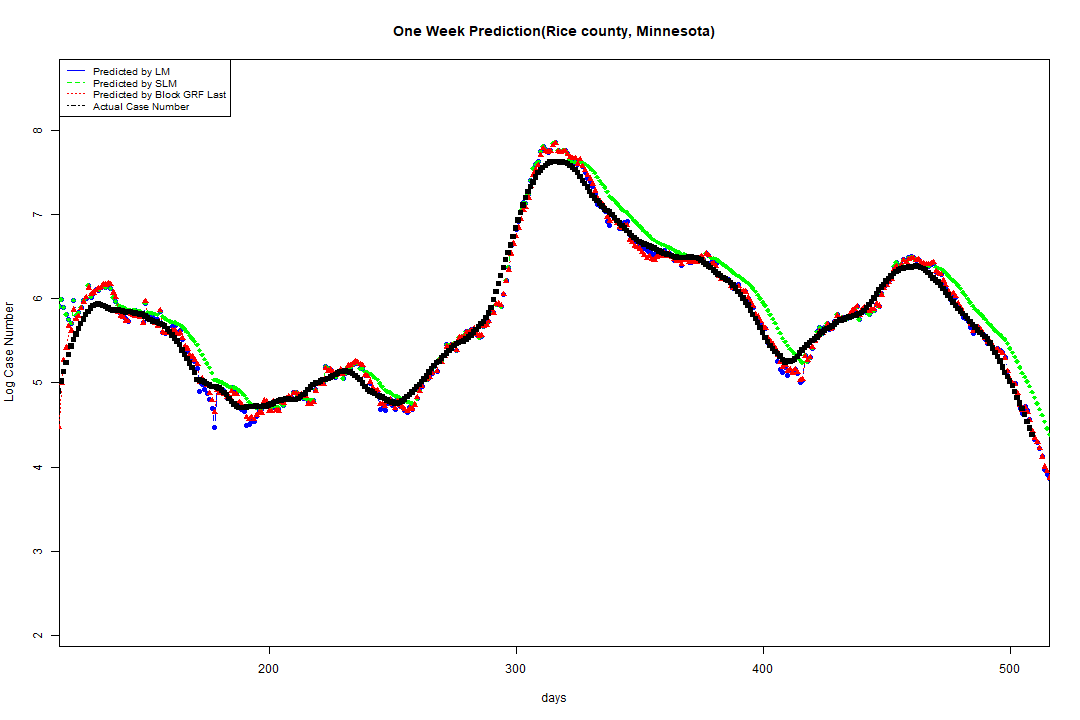 One Week Prediction(Rice county, Minnesota)
Predicted by LM
Predicted by SLM
Predicted by Block GRF Last
Actual Case Number
8
7
6
5
4
3
2
Log Case Number
200 300 400 500
days